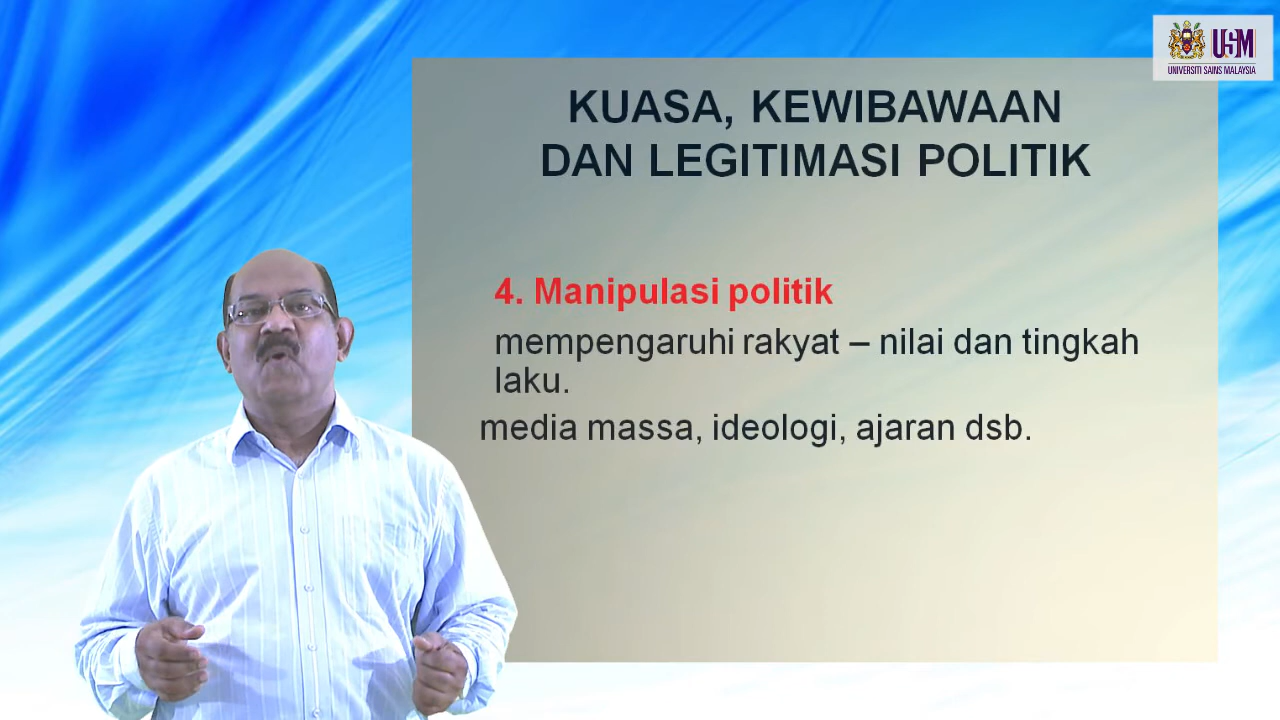 USM
UNIVERSITI SAINS MALAYSIA
KUASA, KEWIBAWAAN
DAN LEGITIMASI POLITIK
4. Manipulasi politik
mempengaruhi rakyat – nilai dan tingkah
laku.
media massa, ideologi, ajaran dsb.